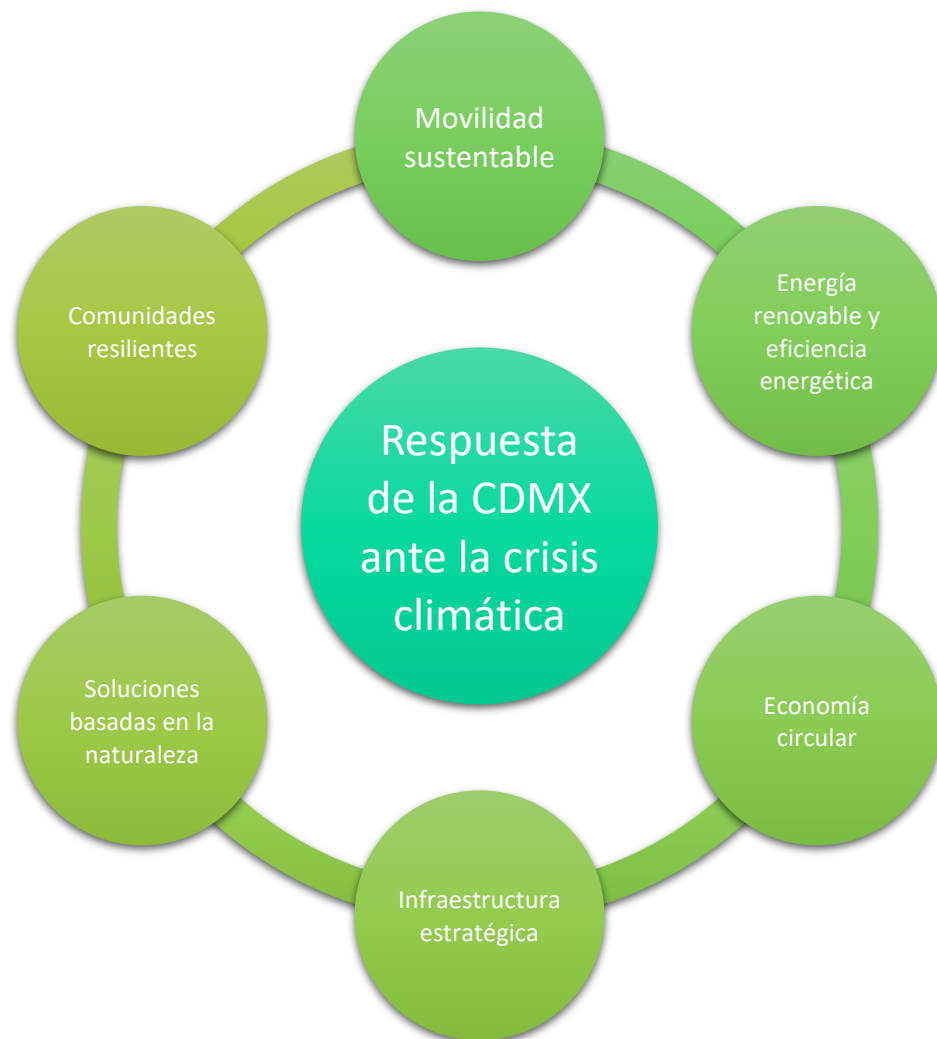 Movilidad
sustentable
Energía
renovable y
eficiencia
energética
Economía
circular
Infraestructura
estratégica
Soluciones
basadas en la
naturaleza
Comunidades
resilientes
Respuesta
de la CDMX
ante la crisis
climática